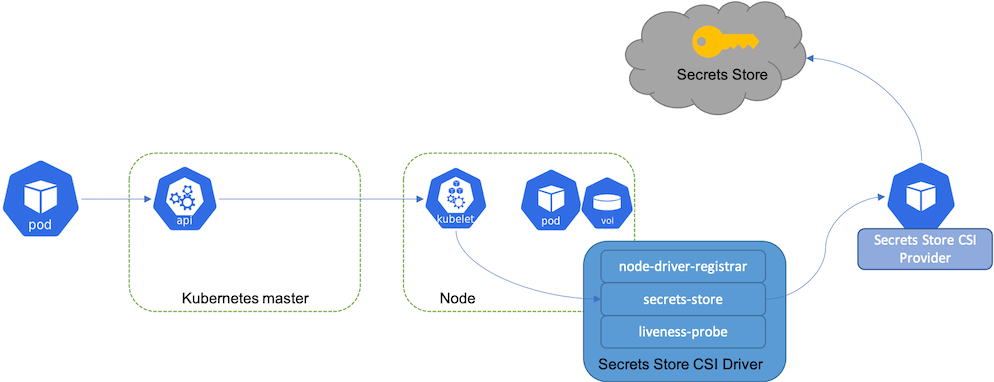 Secrets Store
pod
api
kubelet
pod
vol
Secrets Store CSI
Provider
Kubernetes master
Node
node-driver-registrar
secrets-store
liveness-probe
Secrets Store CSI Driver